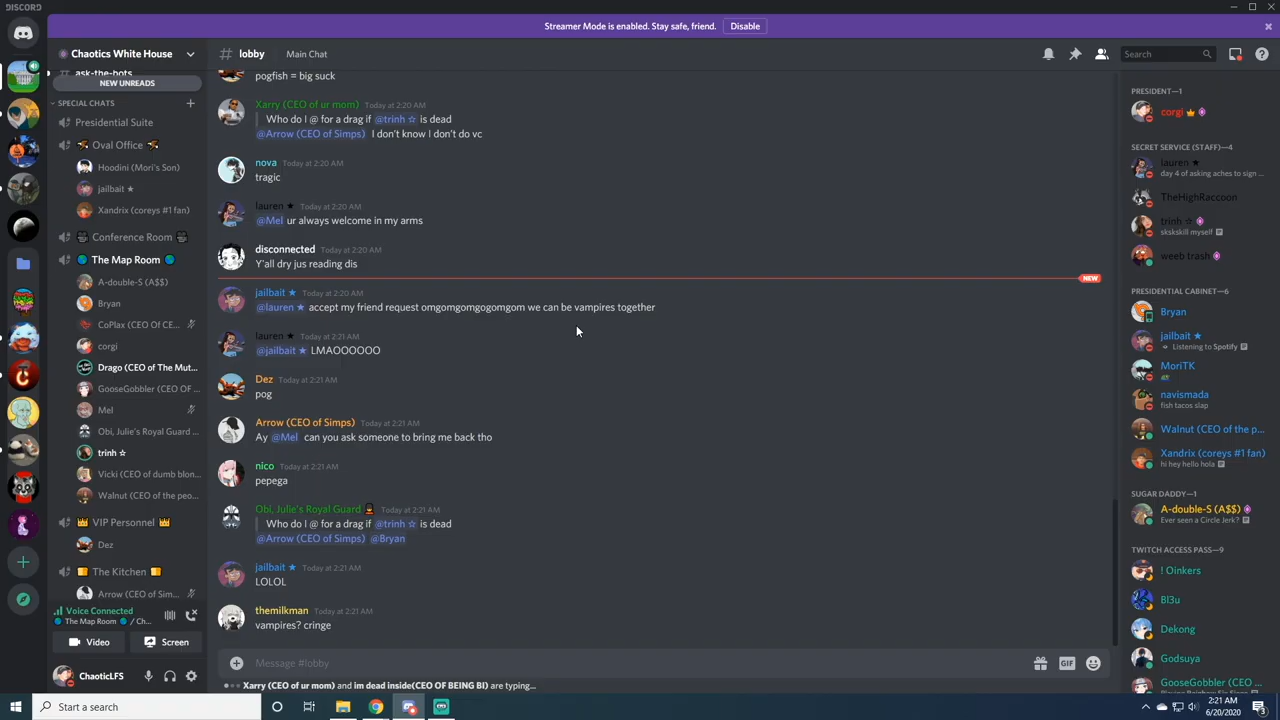 DISCORD
Streamer Mode is enabled. Stay safe, friend. Disable
Chaotics White House
# lobby Main Chat
Search
ask-the-bots
NEW UNREADS
SPECIAL CHATS
Presidential Suite
Oval Office
Hoodini (Mori's Son)
jailbait ★
Xandrix (coreys #1 fan)
Conference Room
The Map Room
A-double-S (A$$)
Bryan
CoPlax (CEO Of CE...
corgi
Drago (CEO of The Mut...
GooseGobbler (CEO OF ...
Mel
Obi, Julie's Royal Guard ...
trinh ☆
Vicki (CEO of dumb blon...
Walnut (CEO of the peo...
VIP Personnel
Dez
The Kitchen
Arrow (CEO of Sim...
Voice Connected
The Map Room / Ch...
Video
Screen
ChaoticLFS
pogfish = big suck
Xarry (CEO of ur mom) Today at 2:20 AM
Who do I @ for a drag if @trinh ☆ is dead
@Arrow (CEO of Simps) I don't know I don't do vc
nova Today at 2:20 AM
tragic
lauren ★ Today at 2:20 AM
@Mel ur always welcome in my arms
disconnected Today at 2:20 AM
Y'all dry jus reading dis
NEW
jailbait ★ Today at 2:20 AM
@lauren ★ accept my friend request omgomgomgogomgom we can be vampires together
lauren ★ Today at 2:21 AM
@jailbait ★ LMAOOOOOO
Dez Today at 2:21 AM
pog
Arrow (CEO of Simps) Today at 2:21 AM
Ay @Mel can you ask someone to bring me back tho
nico Today at 2:21 AM
pepega
Obi, Julie's Royal Guard Today at 2:21 AM
Who do I @ for a drag if @trinh ☆ is dead
@Arrow (CEO of Simps) @Bryan
jailbait ★ Today at 2:21 AM
LOLOL
themilkman Today at 2:21 AM
vampires? cringe
Message #lobby
GIF
Xarry (CEO of ur mom) and im dead inside(CEO OF BEING BI) are typing...
PRESIDENT—1
corgi
SECRET SERVICE (STAFF)—4
lauren ★
day 4 of asking aches to sign ...
TheHighRaccoon
trinh ☆
skskskill myself
weeb trash
PRESIDENTIAL CABINET—6
Bryan
jailbait ★
Listening to Spotify
MoriTK
navismada
fish tacos slap
Walnut (CEO of the p...
Xandrix (coreys #1 fan)
hi hey hello hola
SUGAR DADDY—1
A-double-S (A$$)
Ever seen a Circle Jerk?
TWITCH ACCESS PASS—9
! Oinkers
Bl3u
Dekong
Godsuya
GooseGobbler (CEO ...
Start a search
2:21 AM
6/20/2020
3